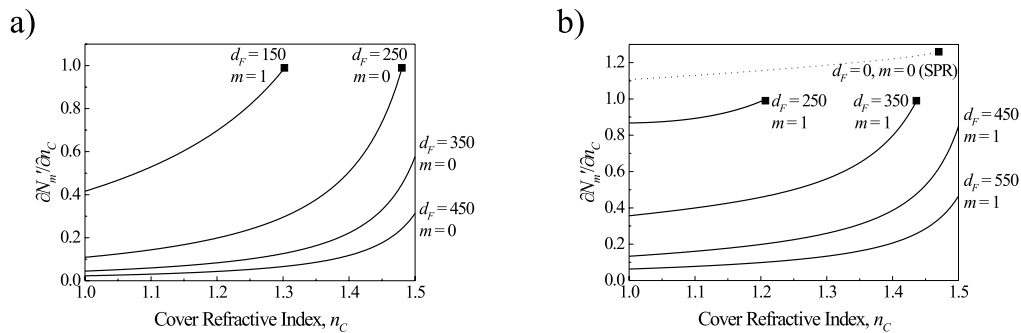 a)
∂N_m'/∂n_C
1.0
0.8
0.6
0.4
0.2
0.0
d_F = 150
m = 1
d_F = 250
m = 0
d_F = 350
m = 0
d_F = 450
m = 0
1.0 1.1 1.2 1.3 1.4 1.5
Cover Refractive Index, n_C
b)
∂N_m'/∂n_C
1.2
1.0
0.8
0.6
0.4
0.2
0.0
d_F = 0, m = 0 (SPR)
d_F = 250
m = 1
d_F = 350
m = 1
d_F = 450
m = 1
d_F = 550
m = 1
1.0 1.1 1.2 1.3 1.4 1.5
Cover Refractive Index, n_C